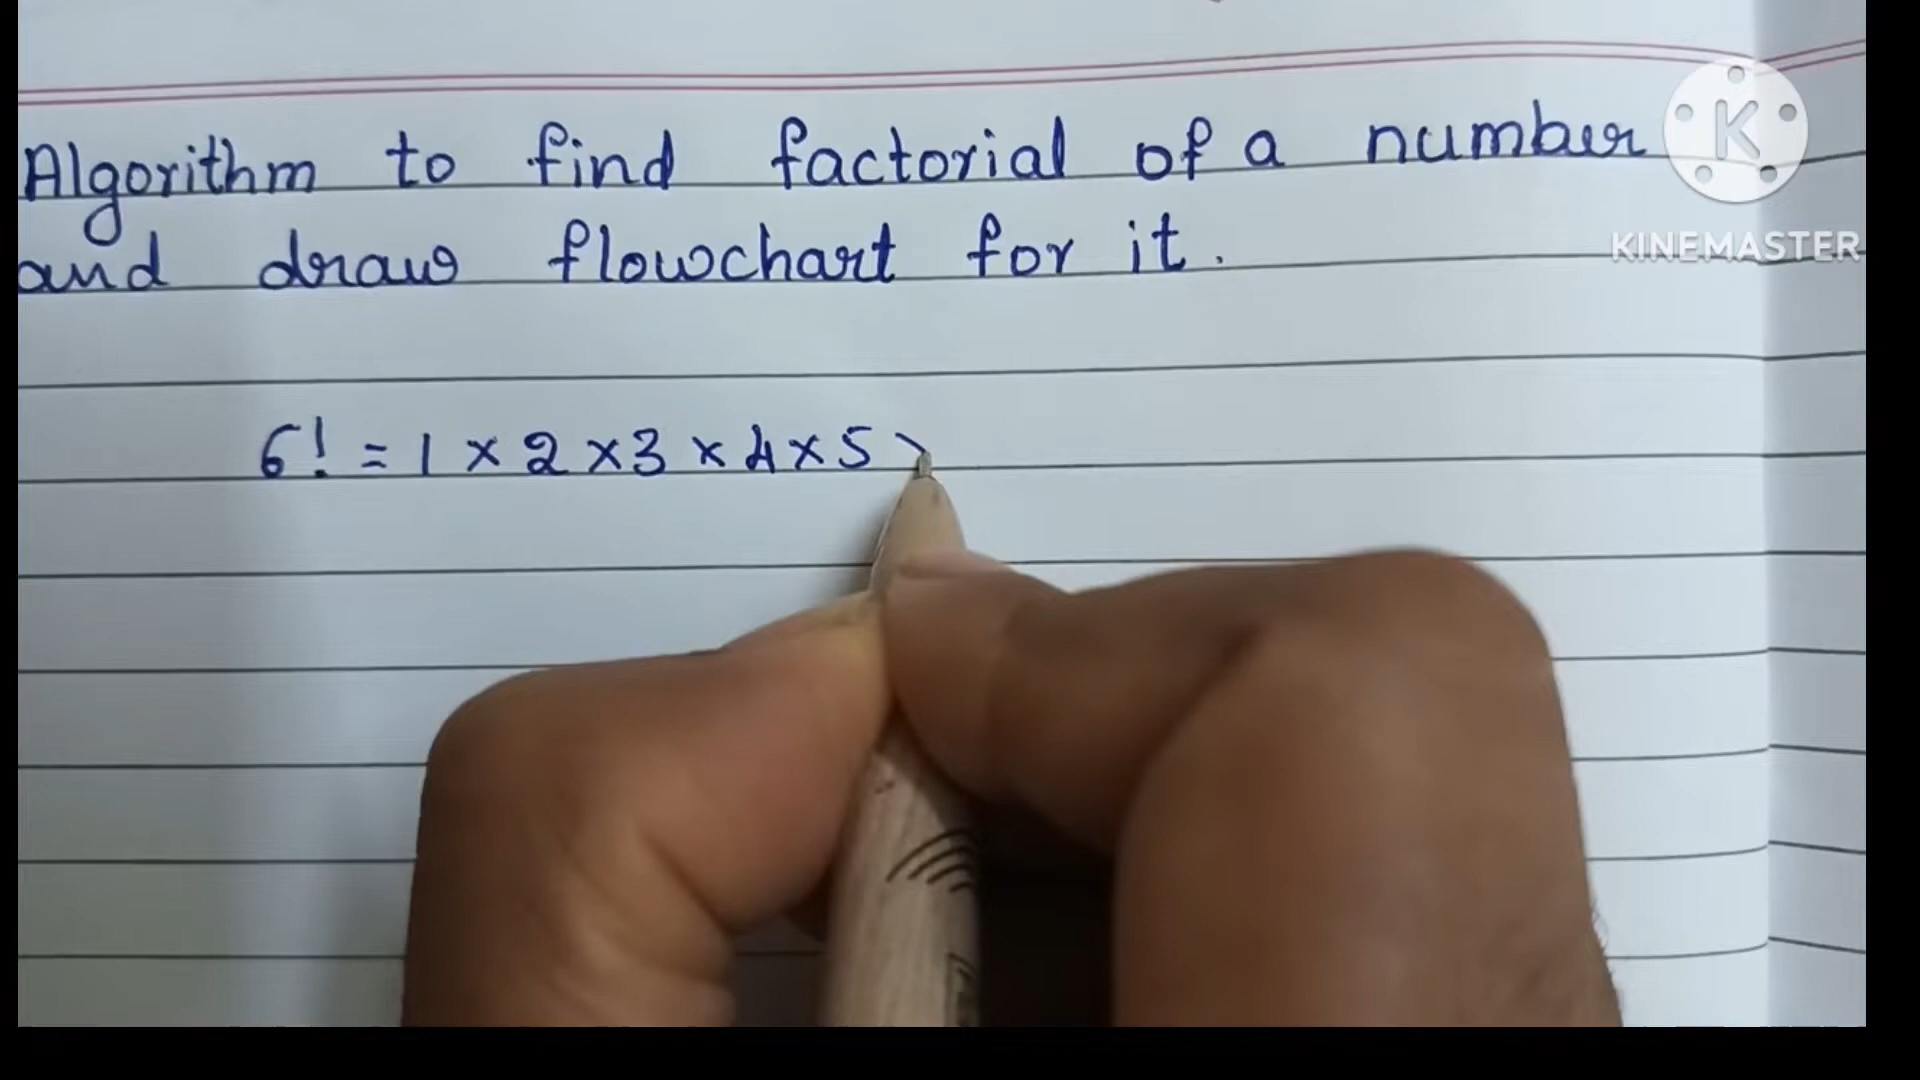 Algorithm to find factorial of a number
and draw flowchart for it.
K
KINEMASTER
6! = 1 × 2 × 3 × 4 × 5